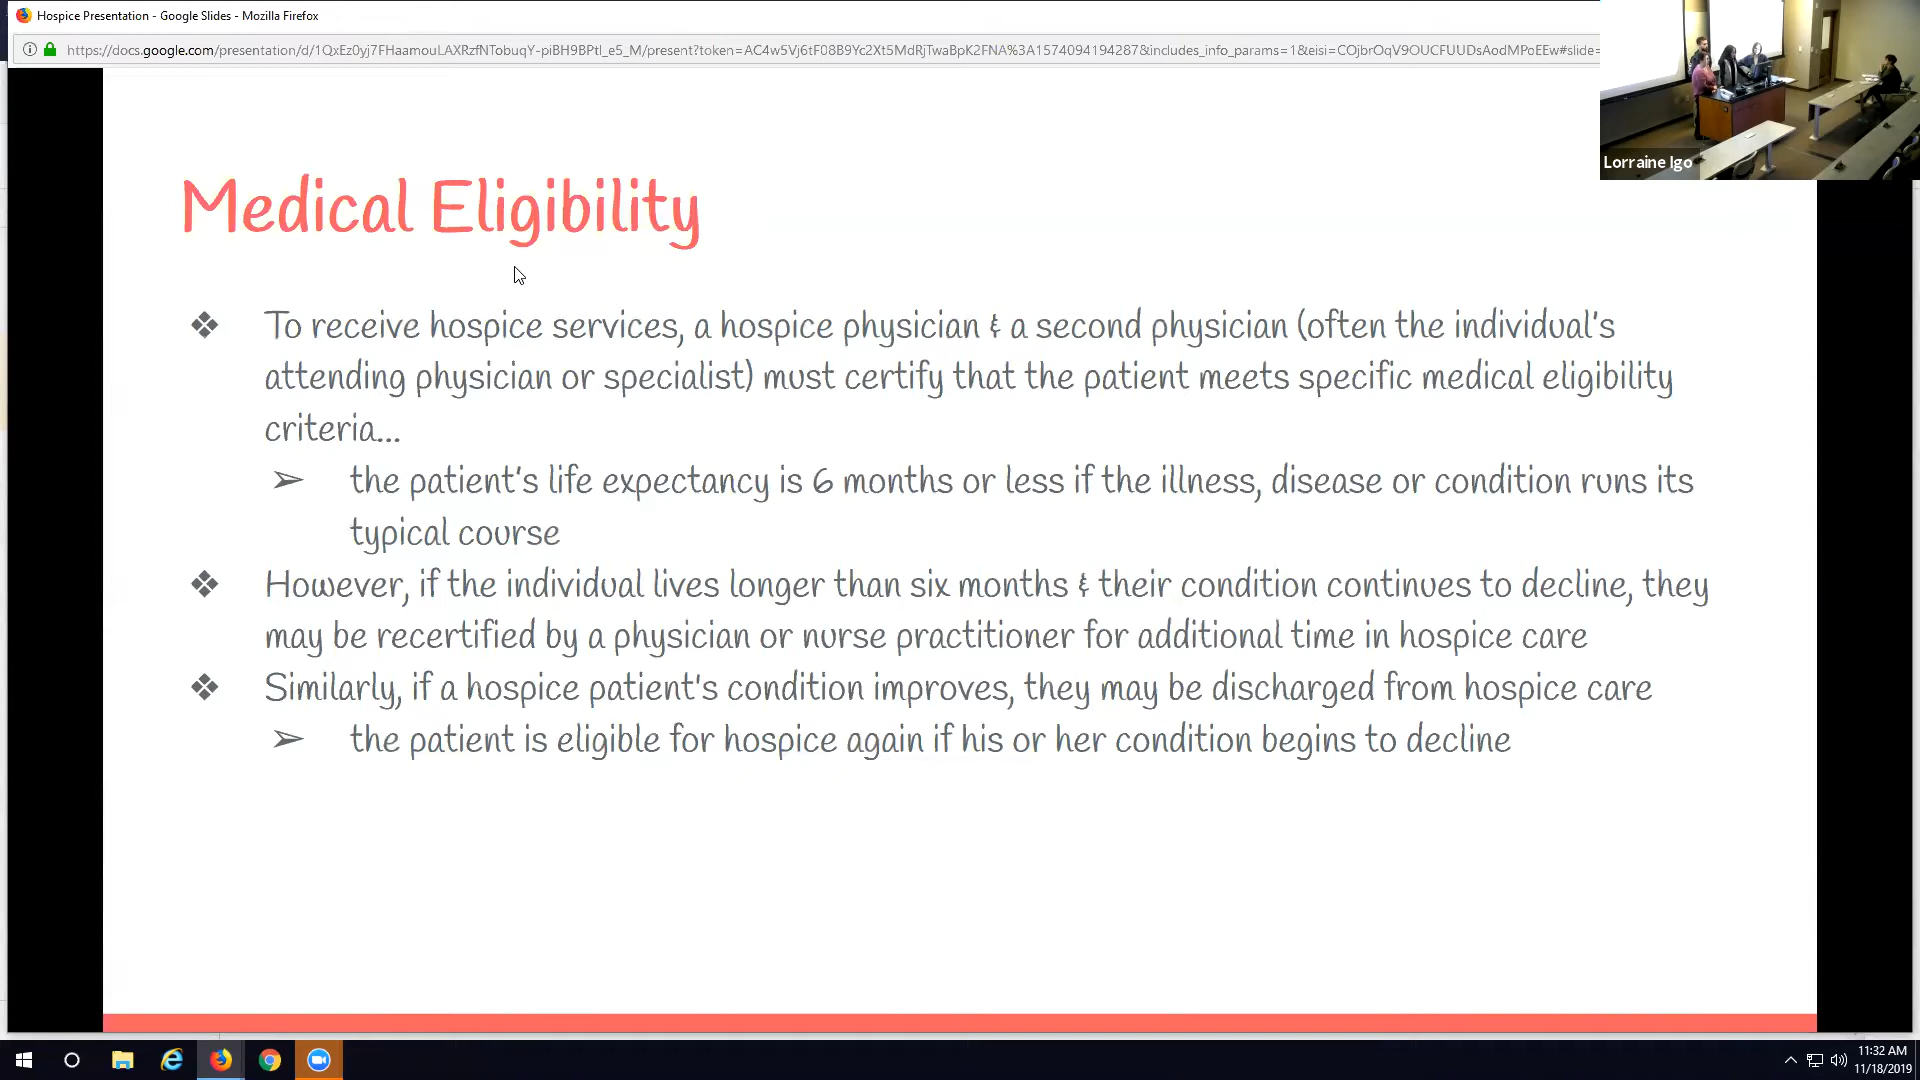 Hospice Presentation - Google Slides - Mozilla Firefox
https://docs.google.com/presentation/d/1QxEz0yj7FHaamouLAXRzfNTobuqY-piBH9BPtl_e5_M/present?token=AC4w5Vj6tF08B9Yc2Xt5MdRjTwaBpK2FNA%3A1574094194287&includes_info_params=1&eisi=COjbrOqV9OUCFUUDsAodMPoEEw#slide=
Lorraine Igo
Medical Eligibility
❖ To receive hospice services, a hospice physician & a second physician (often the individual's
attending physician or specialist) must certify that the patient meets specific medical eligibility
criteria...
➢ the patient's life expectancy is 6 months or less if the illness, disease or condition runs its
typical course
❖ However, if the individual lives longer than six months & their condition continues to decline, they
may be recertified by a physician or nurse practitioner for additional time in hospice care
❖ Similarly, if a hospice patient's condition improves, they may be discharged from hospice care
➢ the patient is eligible for hospice again if his or her condition begins to decline
11:32 AM
11/18/2019